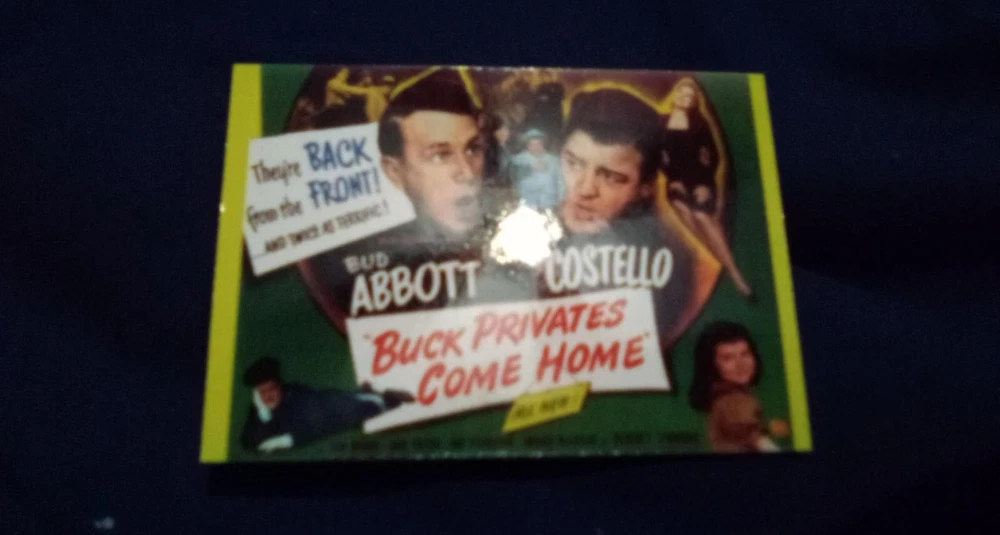 They're BACK
from the FRONT!
...AND TWICE AS TERRIFIC!
BUD
ABBOTT COSTELLO
"BUCK PRIVATES
COME HOME"
ALL NEW!